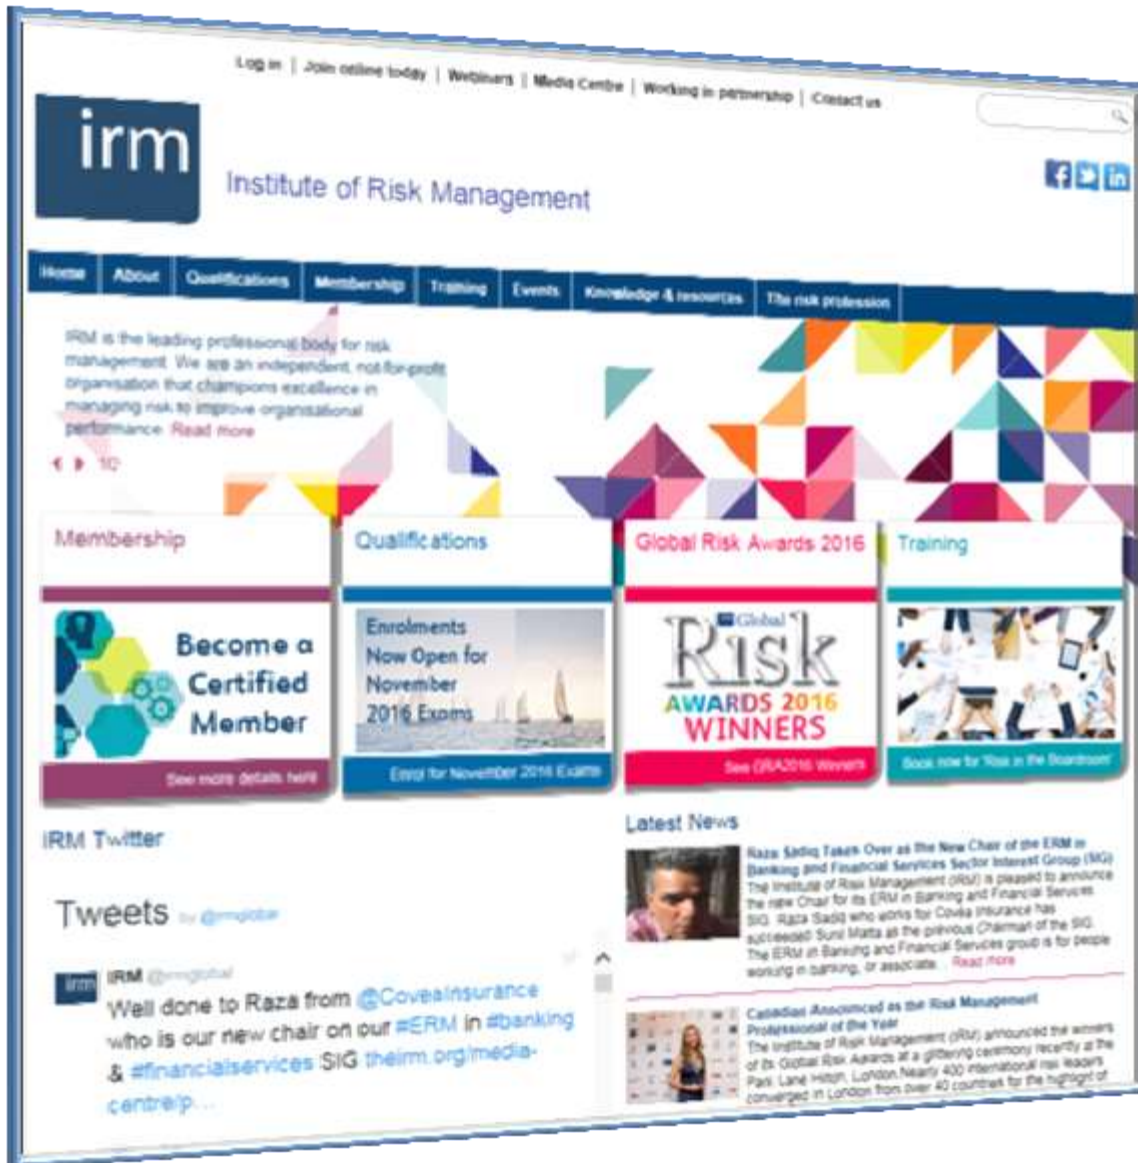 Log in | Join online today | Webinars | Media Centre | Working in partnership | Contact us
irm
Institute of Risk Management
Home About Qualifications Membership Training Events Knowledge & resources The risk profession
IRM is the leading professional body for risk
management. We are an independent, not-for-profit
organisation that champions excellence in
managing risk to improve organisational
performance. Read more
Membership
Become a
Certified
Member
See more details here
Qualifications
Enrolments
Now Open for
November
2016 Exams
Enrol for November 2016 Exams
Global Risk Awards 2016
Global
Risk
AWARDS 2016
WINNERS
See GRA2016 Winners
Training
Book now for 'Risk in the Boardroom'
IRM Twitter
Tweets by @irmglobal
irm
IRM @irmglobal
Well done to Raza from @CoveaInsurance
who is our new chair on our #ERM in #banking
& #financialservices SIG theirm.org/media-
centre/p…
Latest News
Raza Sadiq Takes Over as the New Chair of the ERM in
Banking and Financial Services Sector Interest Group (SIG)
The Institute of Risk Management (IRM) is pleased to announce
the new Chair for its ERM in Banking and Financial Services
SIG. Raza Sadiq who works for Covéa Insurance has
succeeded Sunil Matta as the previous Chairman of the SIG.
The IERM in Banking and Financial Services group is for people
working in banking, or associate... Read more
Canadian Announced as the Risk Management
Professional of the Year
The Institute of Risk Management (IRM) announced the winners
of its Global Risk Awards at a glittering ceremony recently at the
Park Lane Hilton, London.Nearly 400 international risk leaders
converged in London from over 40 countries for the highlight of